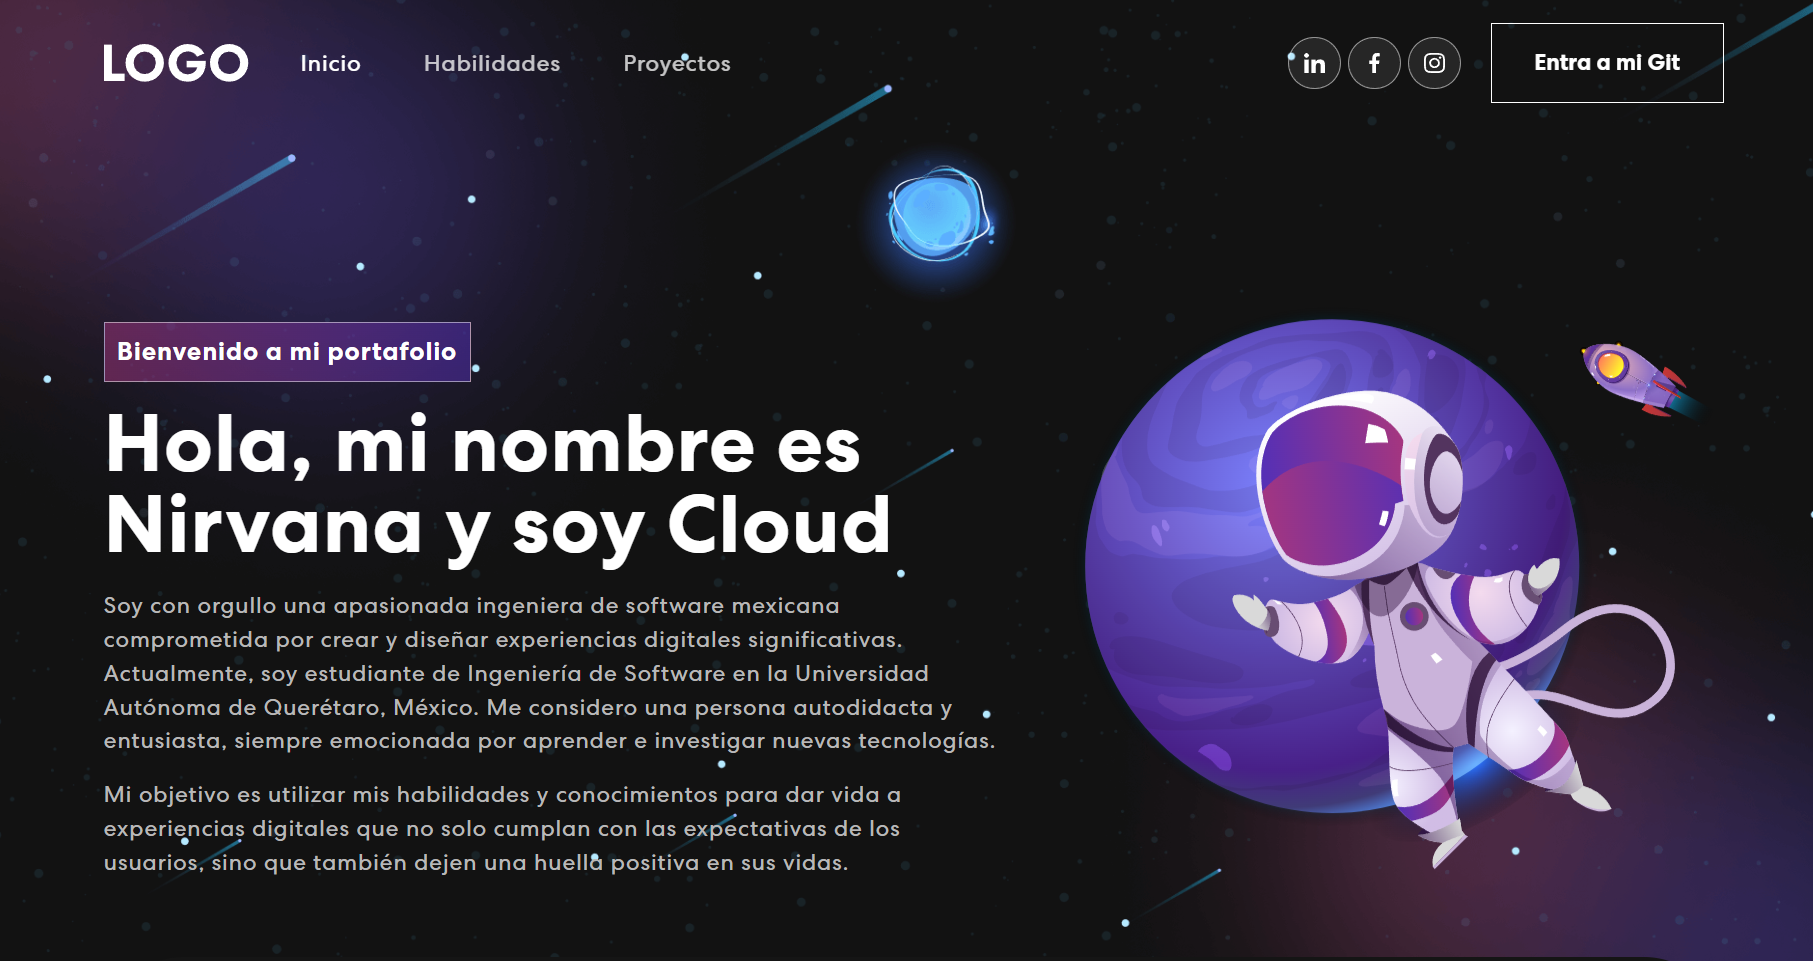 LOGO
Inicio
Habilidades
Proyectos
in
f
Entra a mi Git
Bienvenido a mi portafolio
Hola, mi nombre es
Nirvana y soy Cloud
Soy con orgullo una apasionada ingeniera de software mexicana
comprometida por crear y diseñar experiencias digitales significativas.
Actualmente, soy estudiante de Ingeniería de Software en la Universidad
Autónoma de Querétaro, México. Me considero una persona autodidacta y
entusiasta, siempre emocionada por aprender e investigar nuevas tecnologías.
Mi objetivo es utilizar mis habilidades y conocimientos para dar vida a
experiencias digitales que no solo cumplan con las expectativas de los
usuarios, sino que también dejen una huella positiva en sus vidas.